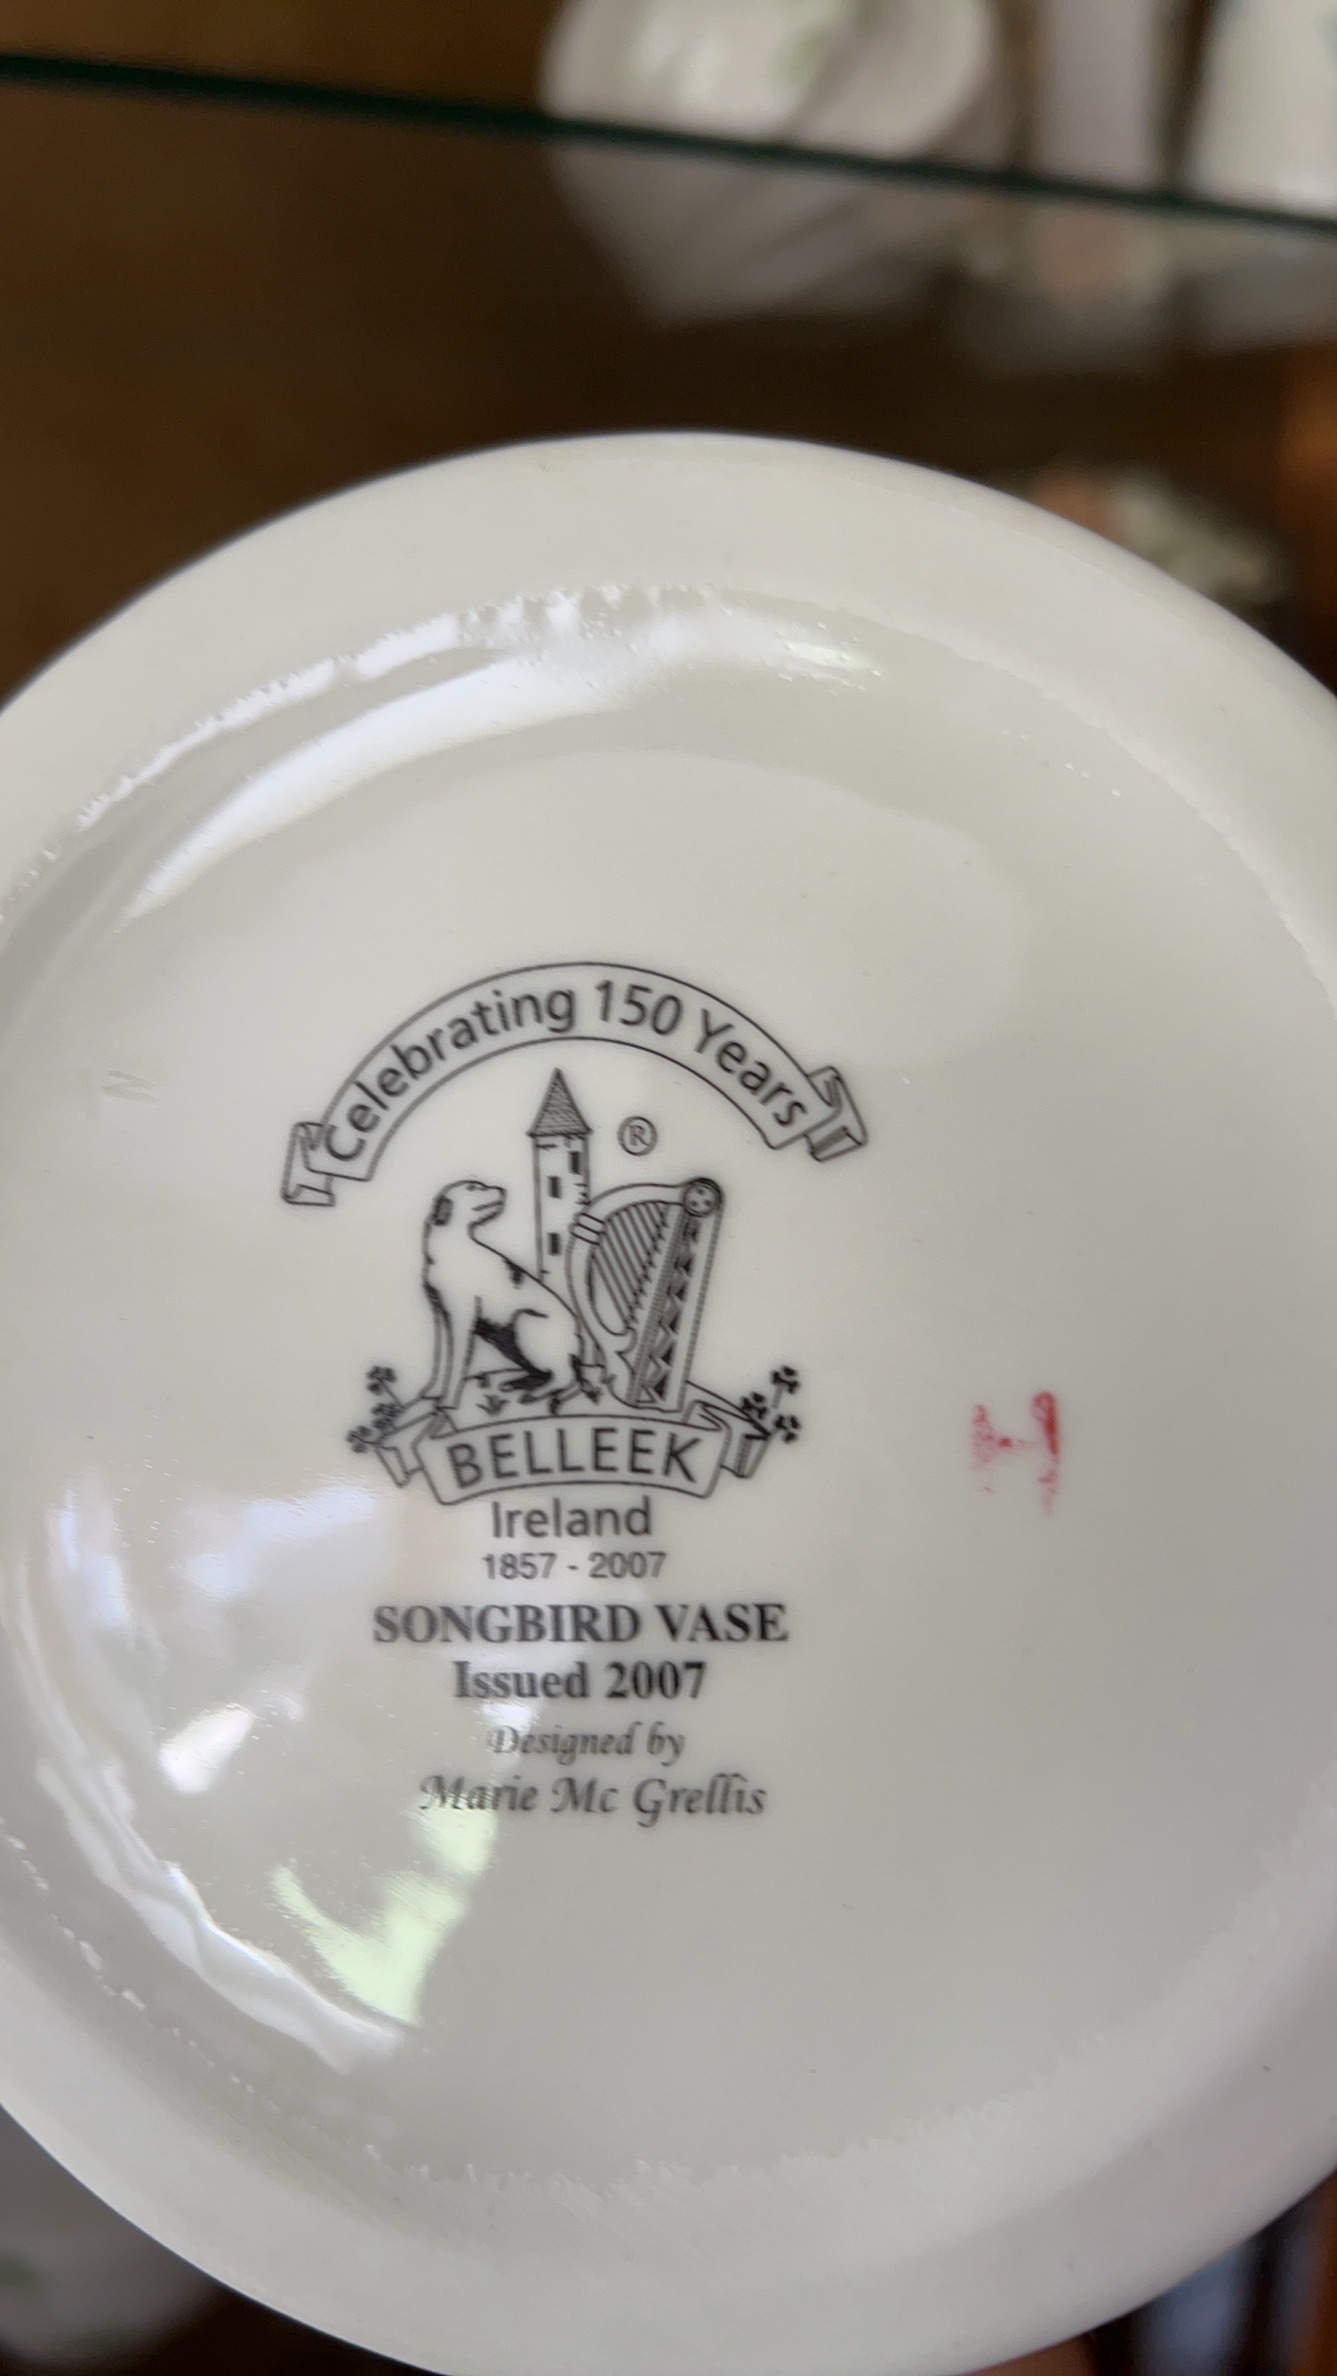 Celebrating 150 Years
®
BELLEEK
Ireland
1857 - 2007
SONGBIRD VASE
Issued 2007
Designed by
Marie Mc Grellis